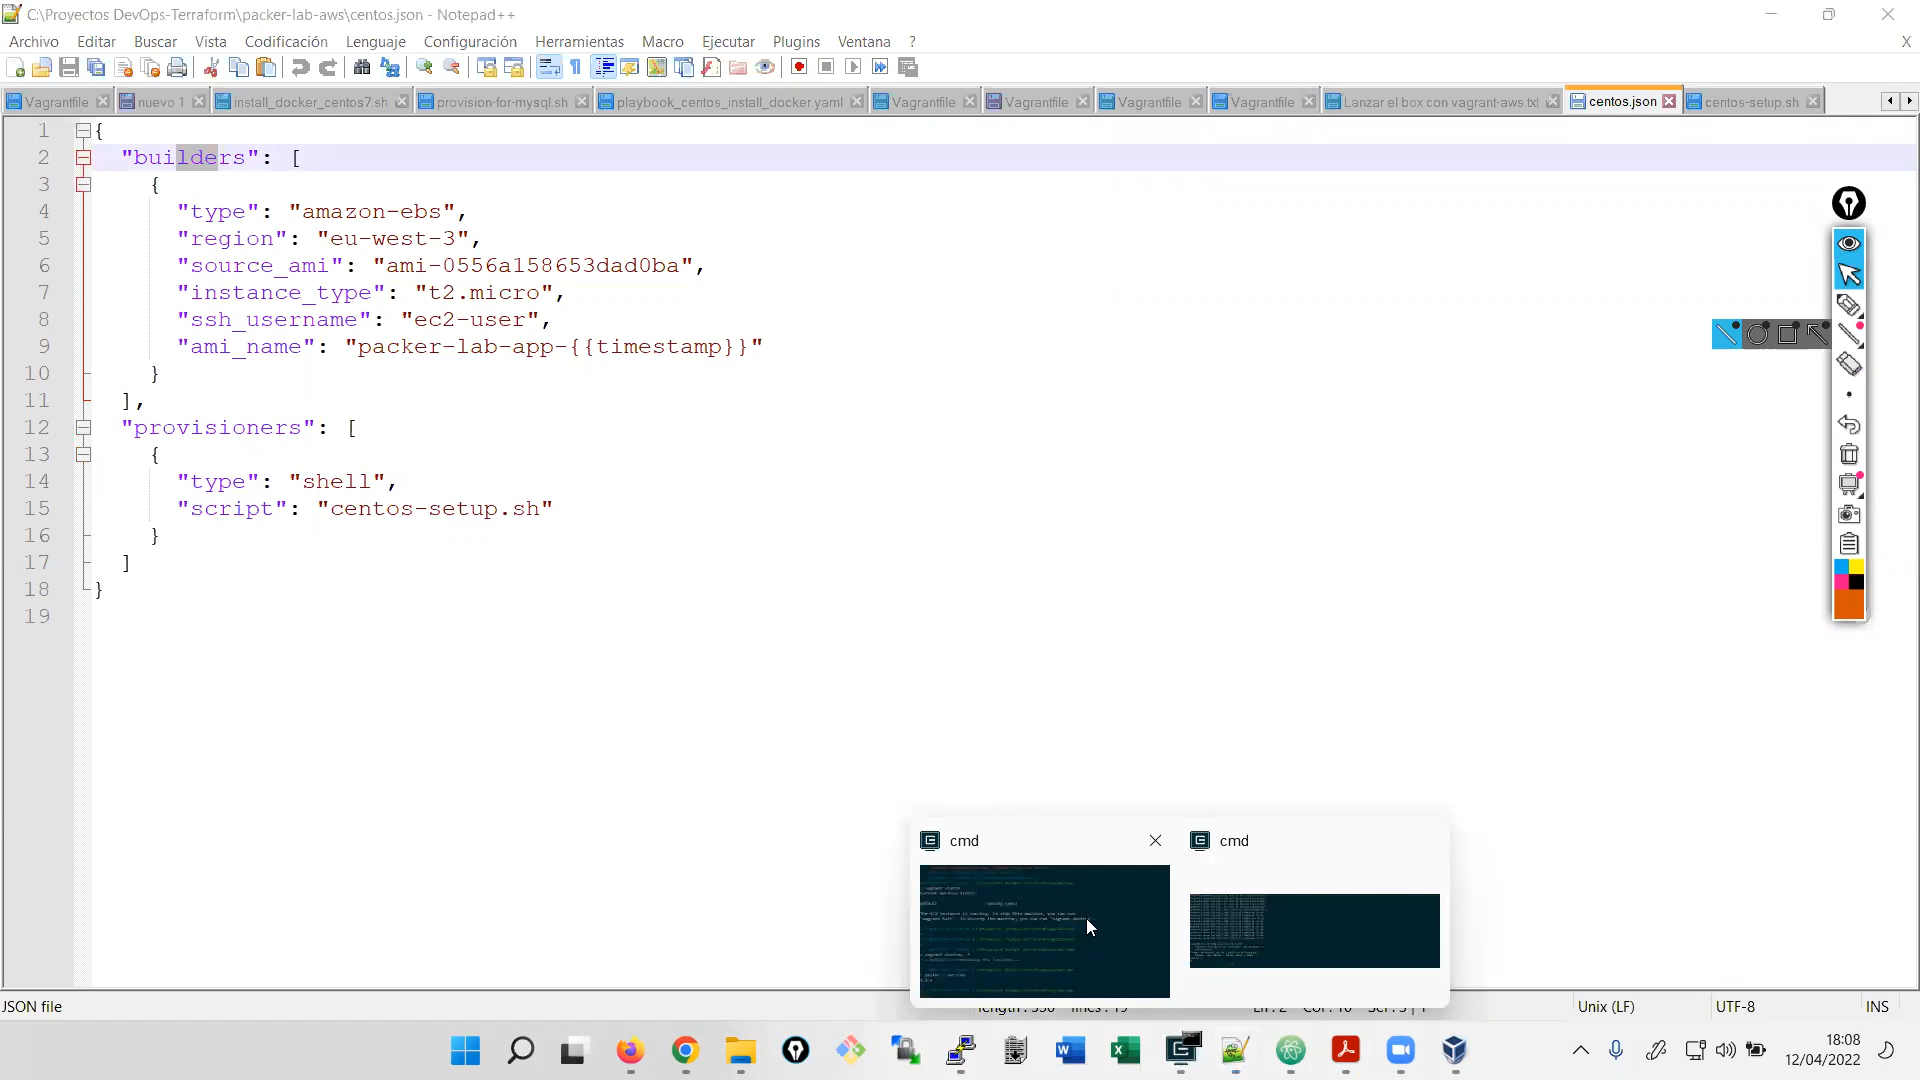 C:\Proyectos DevOps-Terraform\packer-lab-aws\centos.json - Notepad++
Archivo Editar Buscar Vista Codificación Lenguaje Configuración Herramientas Macro Ejecutar Plugins Ventana ? X
Vagrantfile nuevo 1 install_docker_centos7.sh provision-for-mysql.sh playbook_centos_install_docker.yaml Vagrantfile Vagrantfile Vagrantfile Vagrantfile Lanzar el box con vagrant-aws.txt centos.json centos-setup.sh
1 {
2 "builders": [
3 {
4 "type": "amazon-ebs",
5 "region": "eu-west-3",
6 "source_ami": "ami-0556a158653dad0ba",
7 "instance_type": "t2.micro",
8 "ssh_username": "ec2-user",
9 "ami_name": "packer-lab-app-{{timestamp}}"
10 }
11 ],
12 "provisioners": [
13 {
14 "type": "shell",
15 "script": "centos-setup.sh"
16 }
17 ]
18 }
19
cmd cmd
JSON file Unix (LF) UTF-8 INS
18:08
12/04/2022